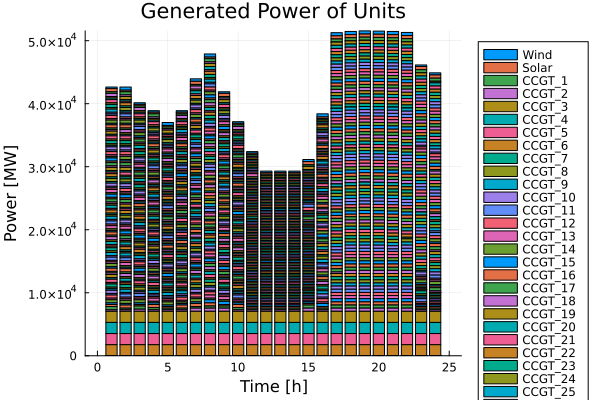 Generated Power of Units
5.0×10⁴
4.0×10⁴
3.0×10⁴
2.0×10⁴
1.0×10⁴
0
Power [MW]
0 5 10 15 20 25
Time [h]
Wind
Solar
CCGT_1
CCGT_2
CCGT_3
CCGT_4
CCGT_5
CCGT_6
CCGT_7
CCGT_8
CCGT_9
CCGT_10
CCGT_11
CCGT_12
CCGT_13
CCGT_14
CCGT_15
CCGT_16
CCGT_17
CCGT_18
CCGT_19
CCGT_20
CCGT_21
CCGT_22
CCGT_23
CCGT_24
CCGT_25